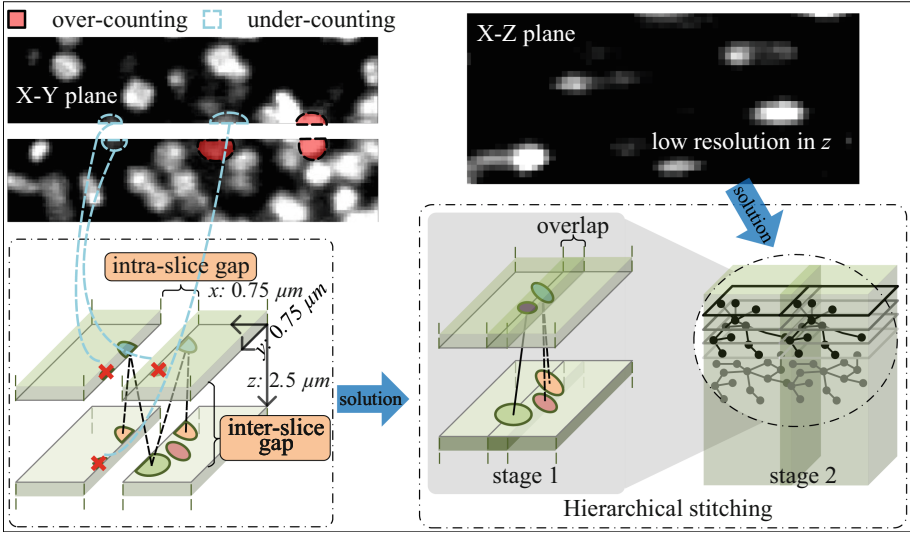 over-counting
under-counting
X-Y plane
X-Z plane
low resolution in z
solution
intra-slice gap
x: 0.75 μm
y: 0.75 μm
z: 2.5 μm
inter-slice
gap
solution
overlap
stage 1
stage 2
Hierarchical stitching